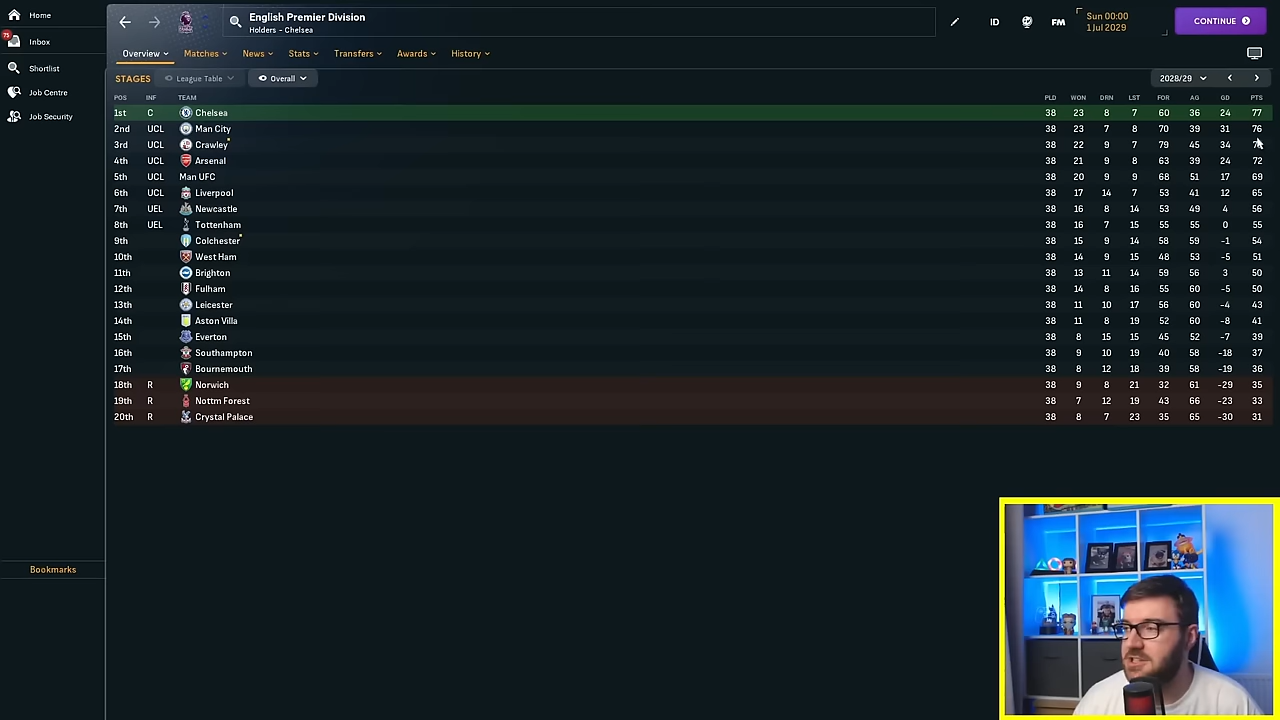 Home
English Premier Division
Holders - Chelsea
ID
FM
Sun 00:00
1 Jul 2029
CONTINUE
75
Inbox
Shortlist
Job Centre
Job Security
Bookmarks
Overview Matches News Stats Transfers Awards History
STAGES League Table Overall 2028/29
POS INF TEAM PLD WON DRN LST FOR AG GD PTS
1st C Chelsea 38 23 8 7 60 36 24 77
2nd UCL Man City 38 23 7 8 70 39 31 76
3rd UCL Crawley 38 22 9 7 79 45 34
4th UCL Arsenal 38 21 9 8 63 39 24 72
5th UCL Man UFC 38 20 9 9 68 51 17 69
6th UCL Liverpool 38 17 14 7 53 41 12 65
7th UEL Newcastle 38 16 8 14 53 49 4 56
8th UEL Tottenham 38 16 7 15 55 55 0 55
9th Colchester 38 15 9 14 58 59 -1 54
10th West Ham 38 14 9 15 48 53 -5 51
11th Brighton 38 13 11 14 59 56 3 50
12th Fulham 38 14 8 16 55 60 -5 50
13th Leicester 38 11 10 17 56 60 -4 43
14th Aston Villa 38 11 8 19 52 60 -8 41
15th Everton 38 8 15 15 45 52 -7 39
16th Southampton 38 9 10 19 40 58 -18 37
17th Bournemouth 38 8 12 18 39 58 -19 36
18th R Norwich 38 9 8 21 32 61 -29 35
19th R Nottm Forest 38 7 12 19 43 66 -23 33
20th R Crystal Palace 38 8 7 23 35 65 -30 31